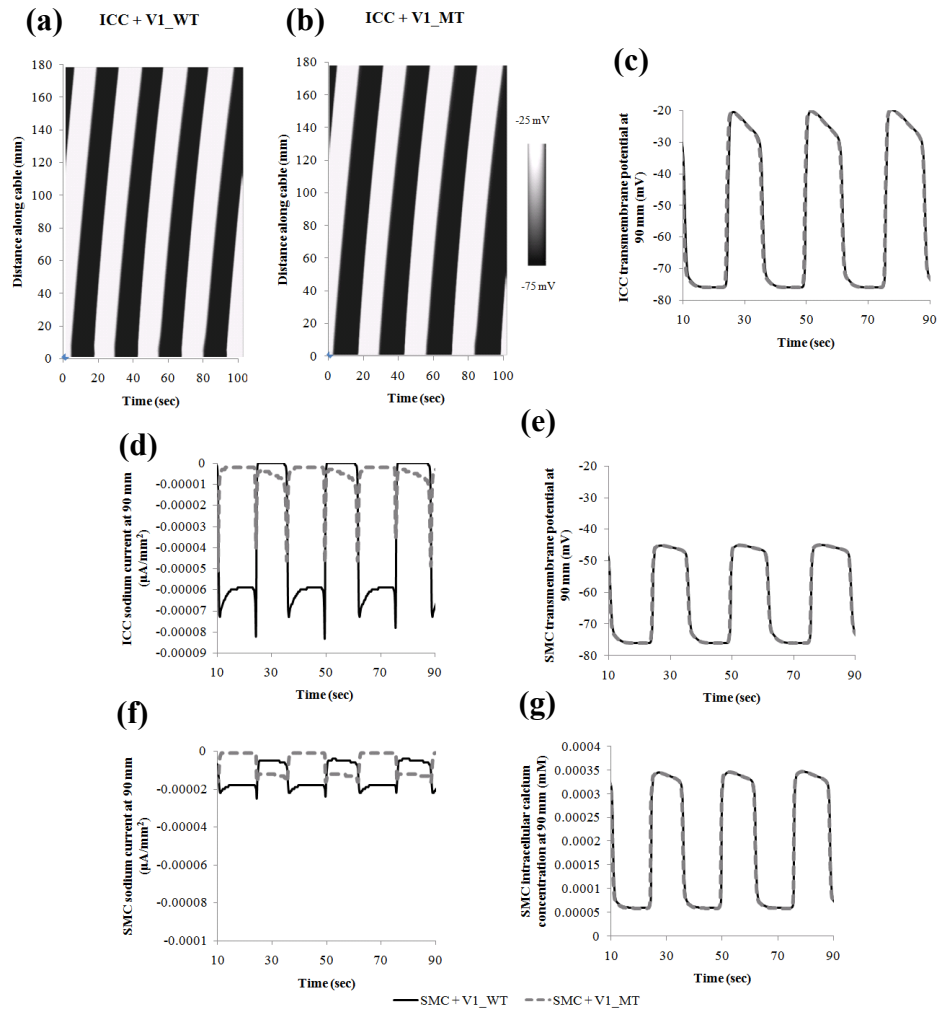 (a) ICC + V1_WT
(b) ICC + V1_MT
180
160
140
120
100
80
60
40
20
0
Distance along cable (mm)
0 20 40 60 80 100
Time (sec)
180
160
140
120
100
80
60
40
20
0
Distance along cable (mm)
0 20 40 60 80 100
Time (sec)
-25 mV
-75 mV
(c)
-20
-30
-40
-50
-60
-70
-80
ICC transmembrane potential at
90 mm (mV)
10 30 50 70 90
Time (sec)
(d)
0
-0.00001
-0.00002
-0.00003
-0.00004
-0.00005
-0.00006
-0.00007
-0.00008
-0.00009
ICC sodium current at 90 mm
(µA/mm²)
10 30 50 70 90
Time (sec)
(e)
-20
-30
-40
-50
-60
-70
-80
SMC transmembrane potential at
90 mm (mV)
10 30 50 70 90
Time (sec)
(f)
0
-0.00002
-0.00004
-0.00006
-0.00008
-0.0001
SMC sodium current at 90 mm
(µA/mm²)
10 30 50 70 90
Time (sec)
(g)
0.0004
0.00035
0.0003
0.00025
0.0002
0.00015
0.0001
0.00005
0
SMC intracellular calcium
concentration at 90 mm (mM)
10 30 50 70 90
Time (sec)
SMC + V1_WT SMC + V1_MT